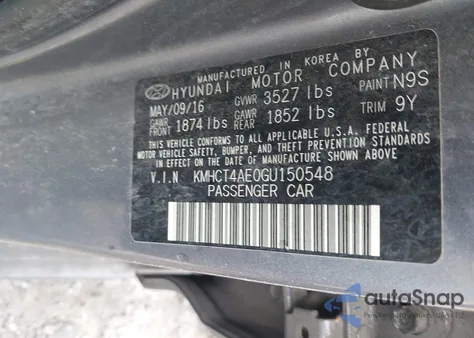 MANUFACTURED IN KOREA BY
HYUNDAI MOTOR COMPANY
MAY/09/16 GVWR 3527 lbs PAINT N9S
GAWR FRONT 1874 lbs GAWR REAR 1852 lbs TRIM 9Y
THIS VEHICLE CONFORMS TO ALL APPLICABLE U.S.A. FEDERAL
MOTOR VEHICLE SAFETY, BUMPER, AND THEFT PREVENTION
STANDARDS IN EFFECT ON THE DATE OF MANUFACTURE SHOWN ABOVE.
V.I.N KMHCT4AE0GU150548
PASSENGER CAR
autoSnap